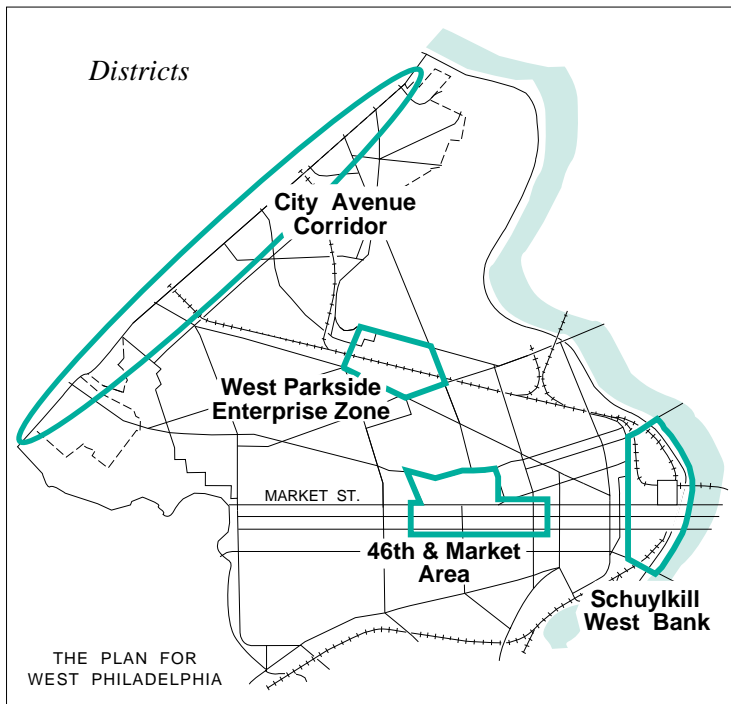 Districts
City Avenue
Corridor
West Parkside
Enterprise Zone
MARKET ST.
46th & Market
Area
Schuylkill
West Bank
THE PLAN FOR
WEST PHILADELPHIA